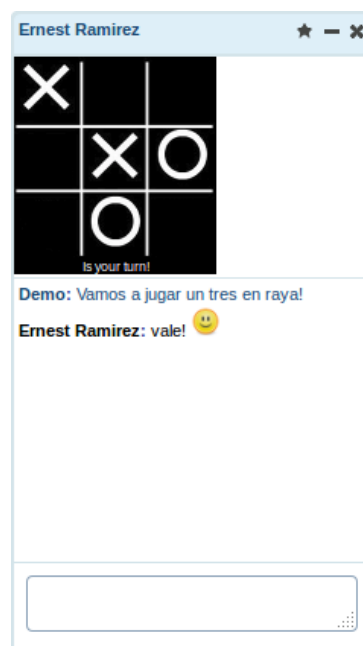 Ernest Ramirez
Is your turn!
Demo: Vamos a jugar un tres en raya!
Ernest Ramirez: vale!